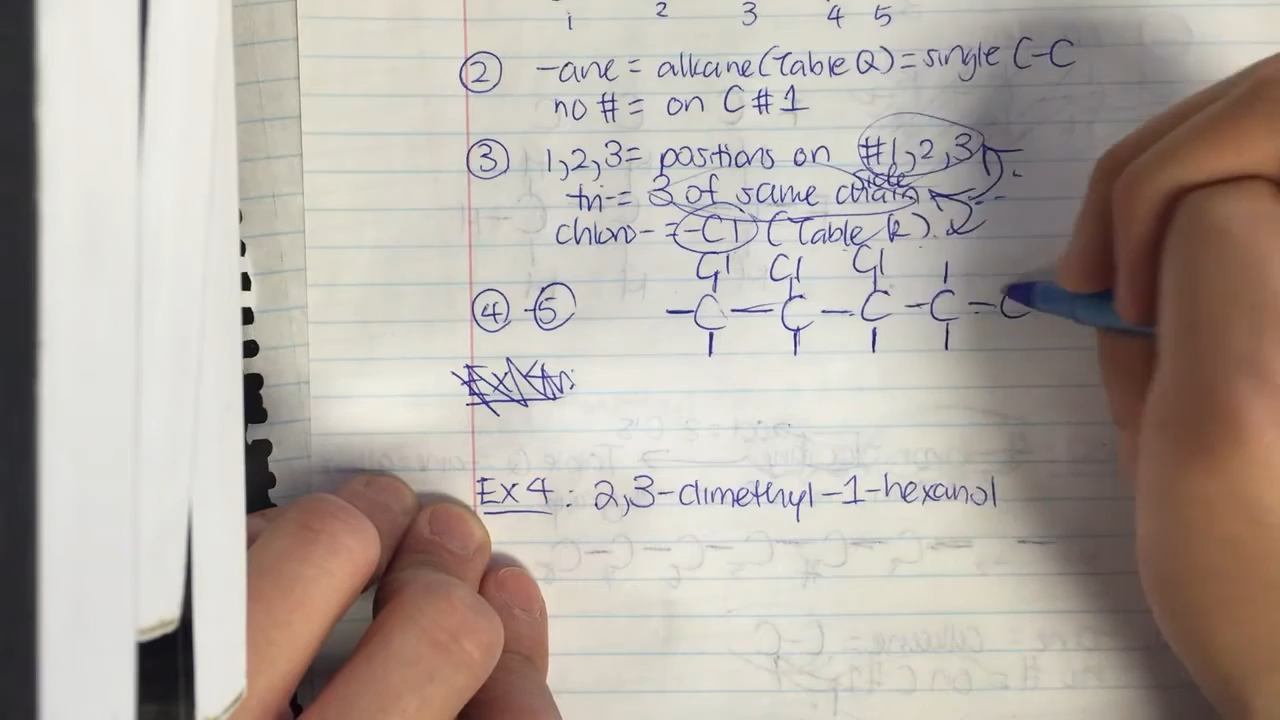 1 2 3 4 5
② -ane = alkane (Table Q) = single C-C
no # = on C#1
③ 1,2,3 = positions on #1,2,3
side
tri- = 3 of same chain
chloro- = -Cl (Table R)
Cl Cl Cl
④-⑤ -C-C-C-C-C
Ex 4: 2,3-dimethyl-1-hexanol